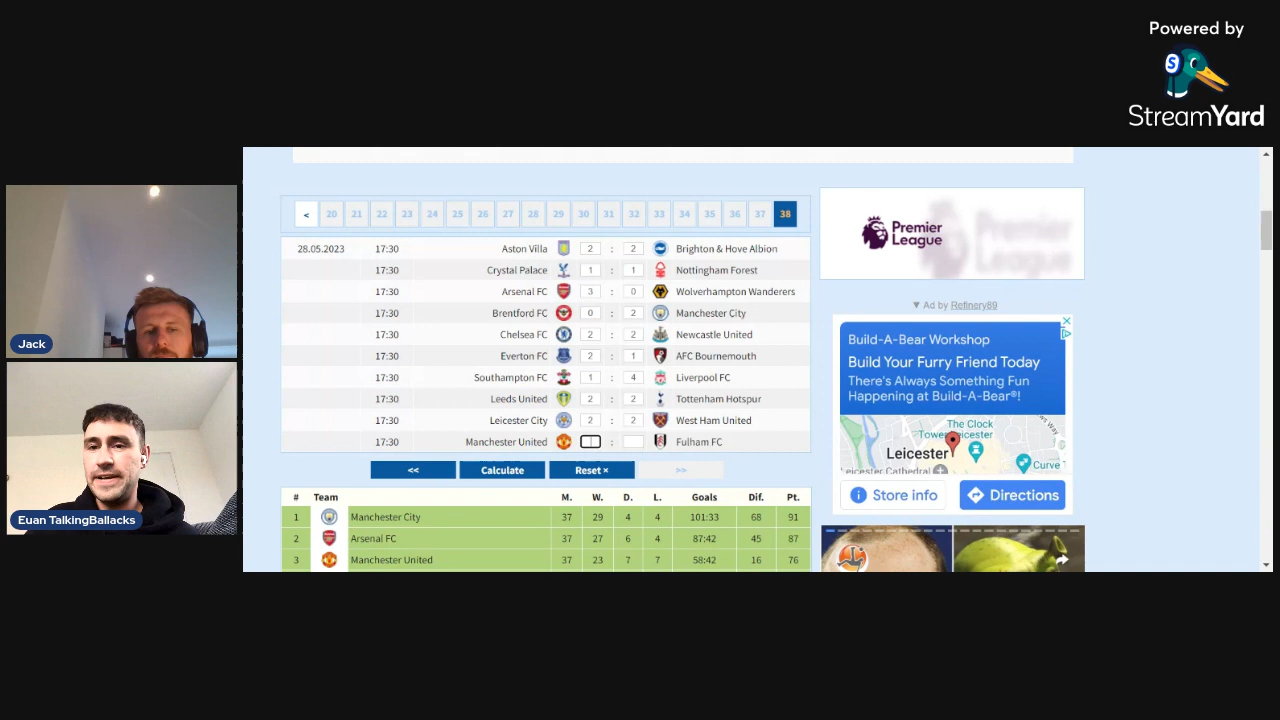 Powered by
StreamYard
< 20 21 22 23 24 25 26 27 28 29 30 31 32 33 34 35 36 37 38
28.05.2023 17:30 Aston Villa 2 : 2 Brighton & Hove Albion
17:30 Crystal Palace 1 : 1 Nottingham Forest
17:30 Arsenal FC 3 : 0 Wolverhampton Wanderers
17:30 Brentford FC 0 : 2 Manchester City
17:30 Chelsea FC 2 : 2 Newcastle United
17:30 Everton FC 2 : 1 AFC Bournemouth
17:30 Southampton FC 1 : 4 Liverpool FC
17:30 Leeds United 2 : 2 Tottenham Hotspur
17:30 Leicester City 2 : 2 West Ham United
17:30 Manchester United : Fulham FC
<< Calculate Reset × >>
# Team M. W. D. L. Goals Dif. Pt.
1 Manchester City 37 29 4 4 101:33 68 91
2 Arsenal FC 37 27 6 4 87:42 45 87
3 Manchester United 37 23 7 7 58:42 16 76
Premier
League
Premier
League
▼ Ad by Refinery89
Build-A-Bear Workshop
Build Your Furry Friend Today
There's Always Something Fun
Happening at Build-A-Bear®!
The Clock
Tower
Leicester
Leicester
Leicester Cathedral
Curve
Store info
Directions
Jack
Euan TalkingBallacks